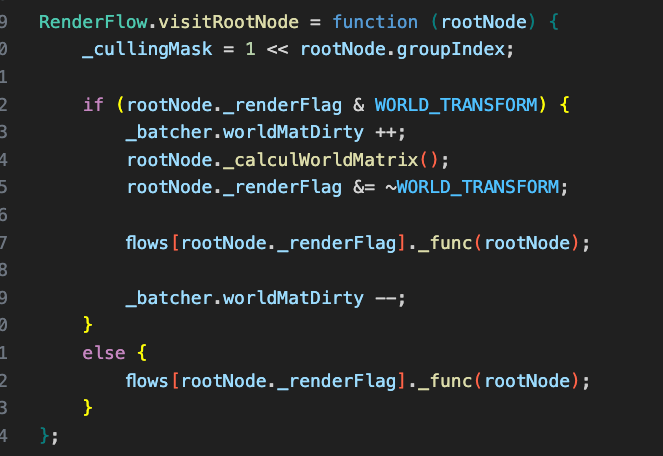 9 RenderFlow.visitRootNode = function (rootNode) {
0 _cullingMask = 1 << rootNode.groupIndex;
1
2 if (rootNode._renderFlag & WORLD_TRANSFORM) {
3 _batcher.worldMatDirty ++;
4 rootNode._calculWorldMatrix();
5 rootNode._renderFlag &= ~WORLD_TRANSFORM;
6
7 flows[rootNode._renderFlag]._func(rootNode);
8
9 _batcher.worldMatDirty --;
0 }
1 else {
2 flows[rootNode._renderFlag]._func(rootNode);
3 }
4 };